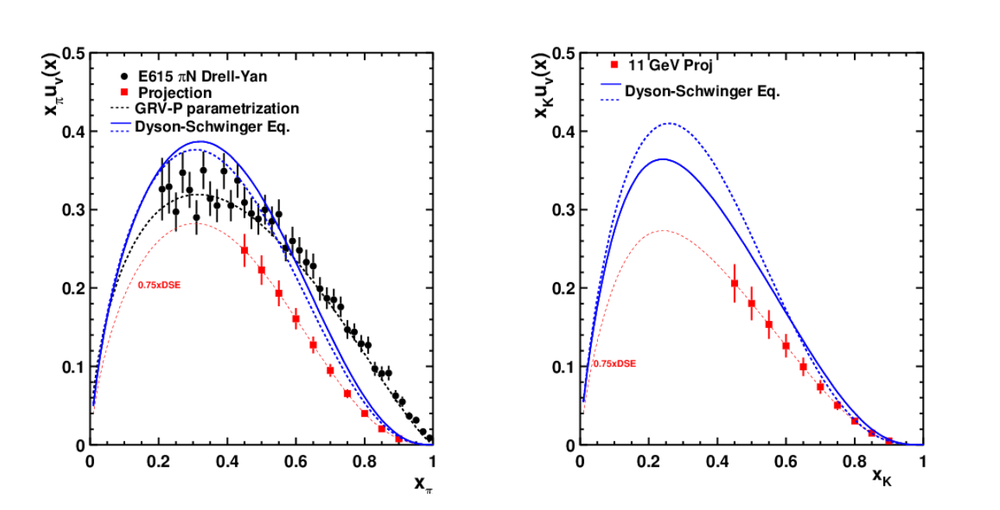 0.5
0.4
0.3
0.2
0.1
0
0 0.2 0.4 0.6 0.8 1
x_π u_v(x)
x_π
E615 πN Drell-Yan
Projection
GRV-P parametrization
Dyson-Schwinger Eq.
0.75xDSE
0.5
0.4
0.3
0.2
0.1
0
0 0.2 0.4 0.6 0.8 1
x_K u_v(x)
x_K
11 GeV Proj
Dyson-Schwinger Eq.
0.75xDSE